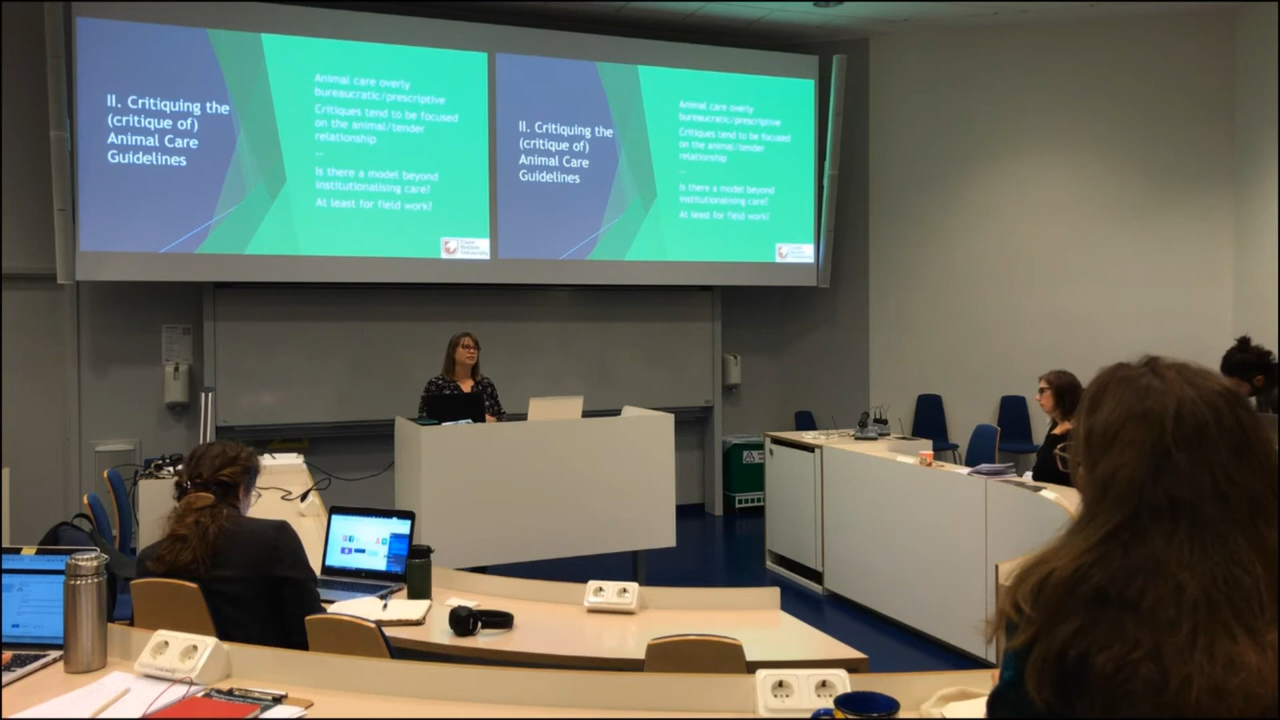 II. Critiquing the
(critique of)
Animal Care
Guidelines
Animal care overly
bureaucratic/prescriptive
Critiques tend to be focused
on the animal/tender
relationship
…
Is there a model beyond
institutionalising care?
At least for field work?
Cape
Breton
University
II. Critiquing the
(critique of)
Animal Care
Guidelines
Animal care overly
bureaucratic/prescriptive
Critiques tend to be focused
on the animal/tender
relationship
…
Is there a model beyond
institutionalising care?
At least for field work?